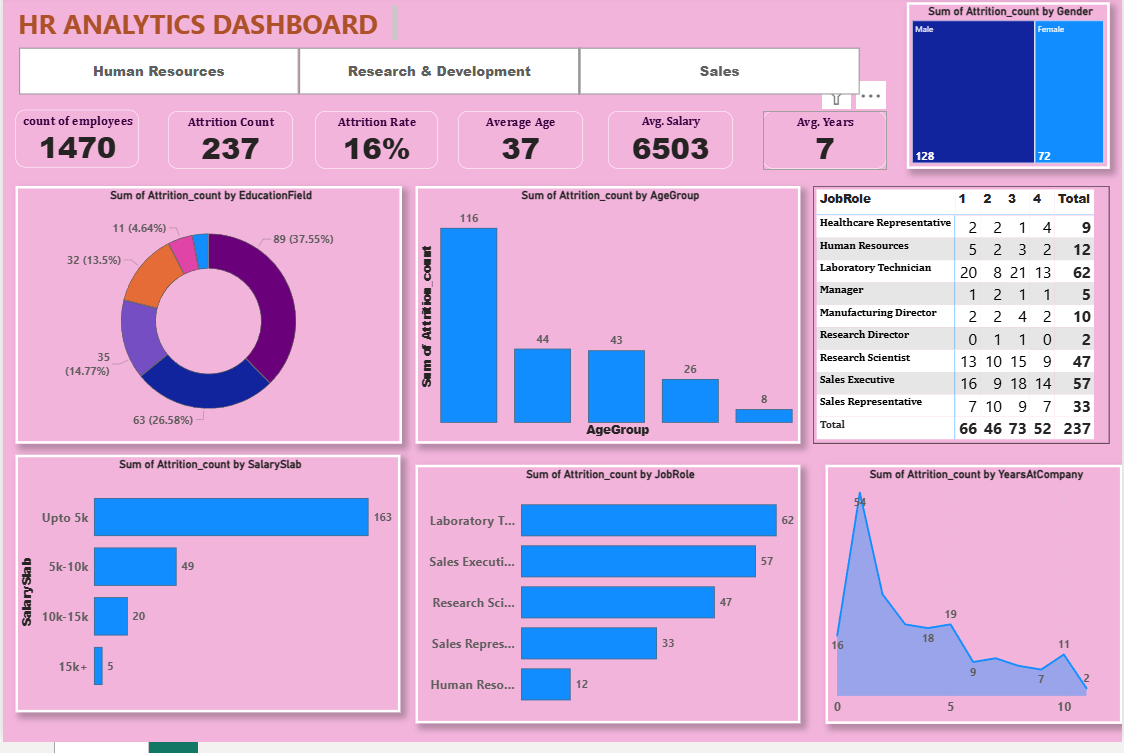 HR ANALYTICS DASHBOARD
Human Resources
Research & Development
Sales
count of employees
1470
Attrition Count
237
Attrition Rate
16%
Average Age
37
Avg. Salary
6503
Avg. Years
7
Sum of Attrition_count by Gender
Male
Female
128
72
Sum of Attrition_count by EducationField
11 (4.64%)
89 (37.55%)
32 (13.5%)
35
(14.77%)
63 (26.58%)
Sum of Attrition_count by AgeGroup
Sum of Attrition_count
116
44
43
26
8
AgeGroup
JobRole 1 2 3 4 Total
Healthcare Representative 2 2 1 4 9
Human Resources 5 2 3 2 12
Laboratory Technician 20 8 21 13 62
Manager 1 2 1 1 5
Manufacturing Director 2 2 4 2 10
Research Director 0 1 1 0 2
Research Scientist 13 10 15 9 47
Sales Executive 16 9 18 14 57
Sales Representative 7 10 9 7 33
Total 66 46 73 52 237
Sum of Attrition_count by SalarySlab
SalarySlab
Upto 5k 163
5k-10k 49
10k-15k 20
15k+ 5
Sum of Attrition_count by JobRole
Laboratory T... 62
Sales Executi... 57
Research Sci... 47
Sales Repres... 33
Human Reso... 12
Sum of Attrition_count by YearsAtCompany
54
16
18
19
9
7
11
2
0 5 10